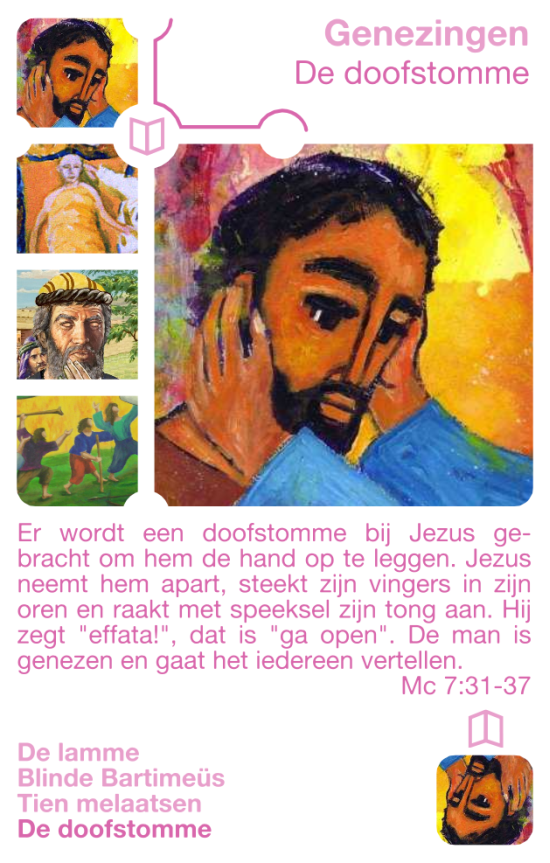 Genezingen
De doofstomme
Er wordt een doofstomme bij Jezus ge-
bracht om hem de hand op te leggen. Jezus
neemt hem apart, steekt zijn vingers in zijn
oren en raakt met speeksel zijn tong aan. Hij
zegt "effata!", dat is "ga open". De man is
genezen en gaat het iedereen vertellen.
Mc 7:31-37
De lamme
Blinde Bartimeüs
Tien melaatsen
De doofstomme